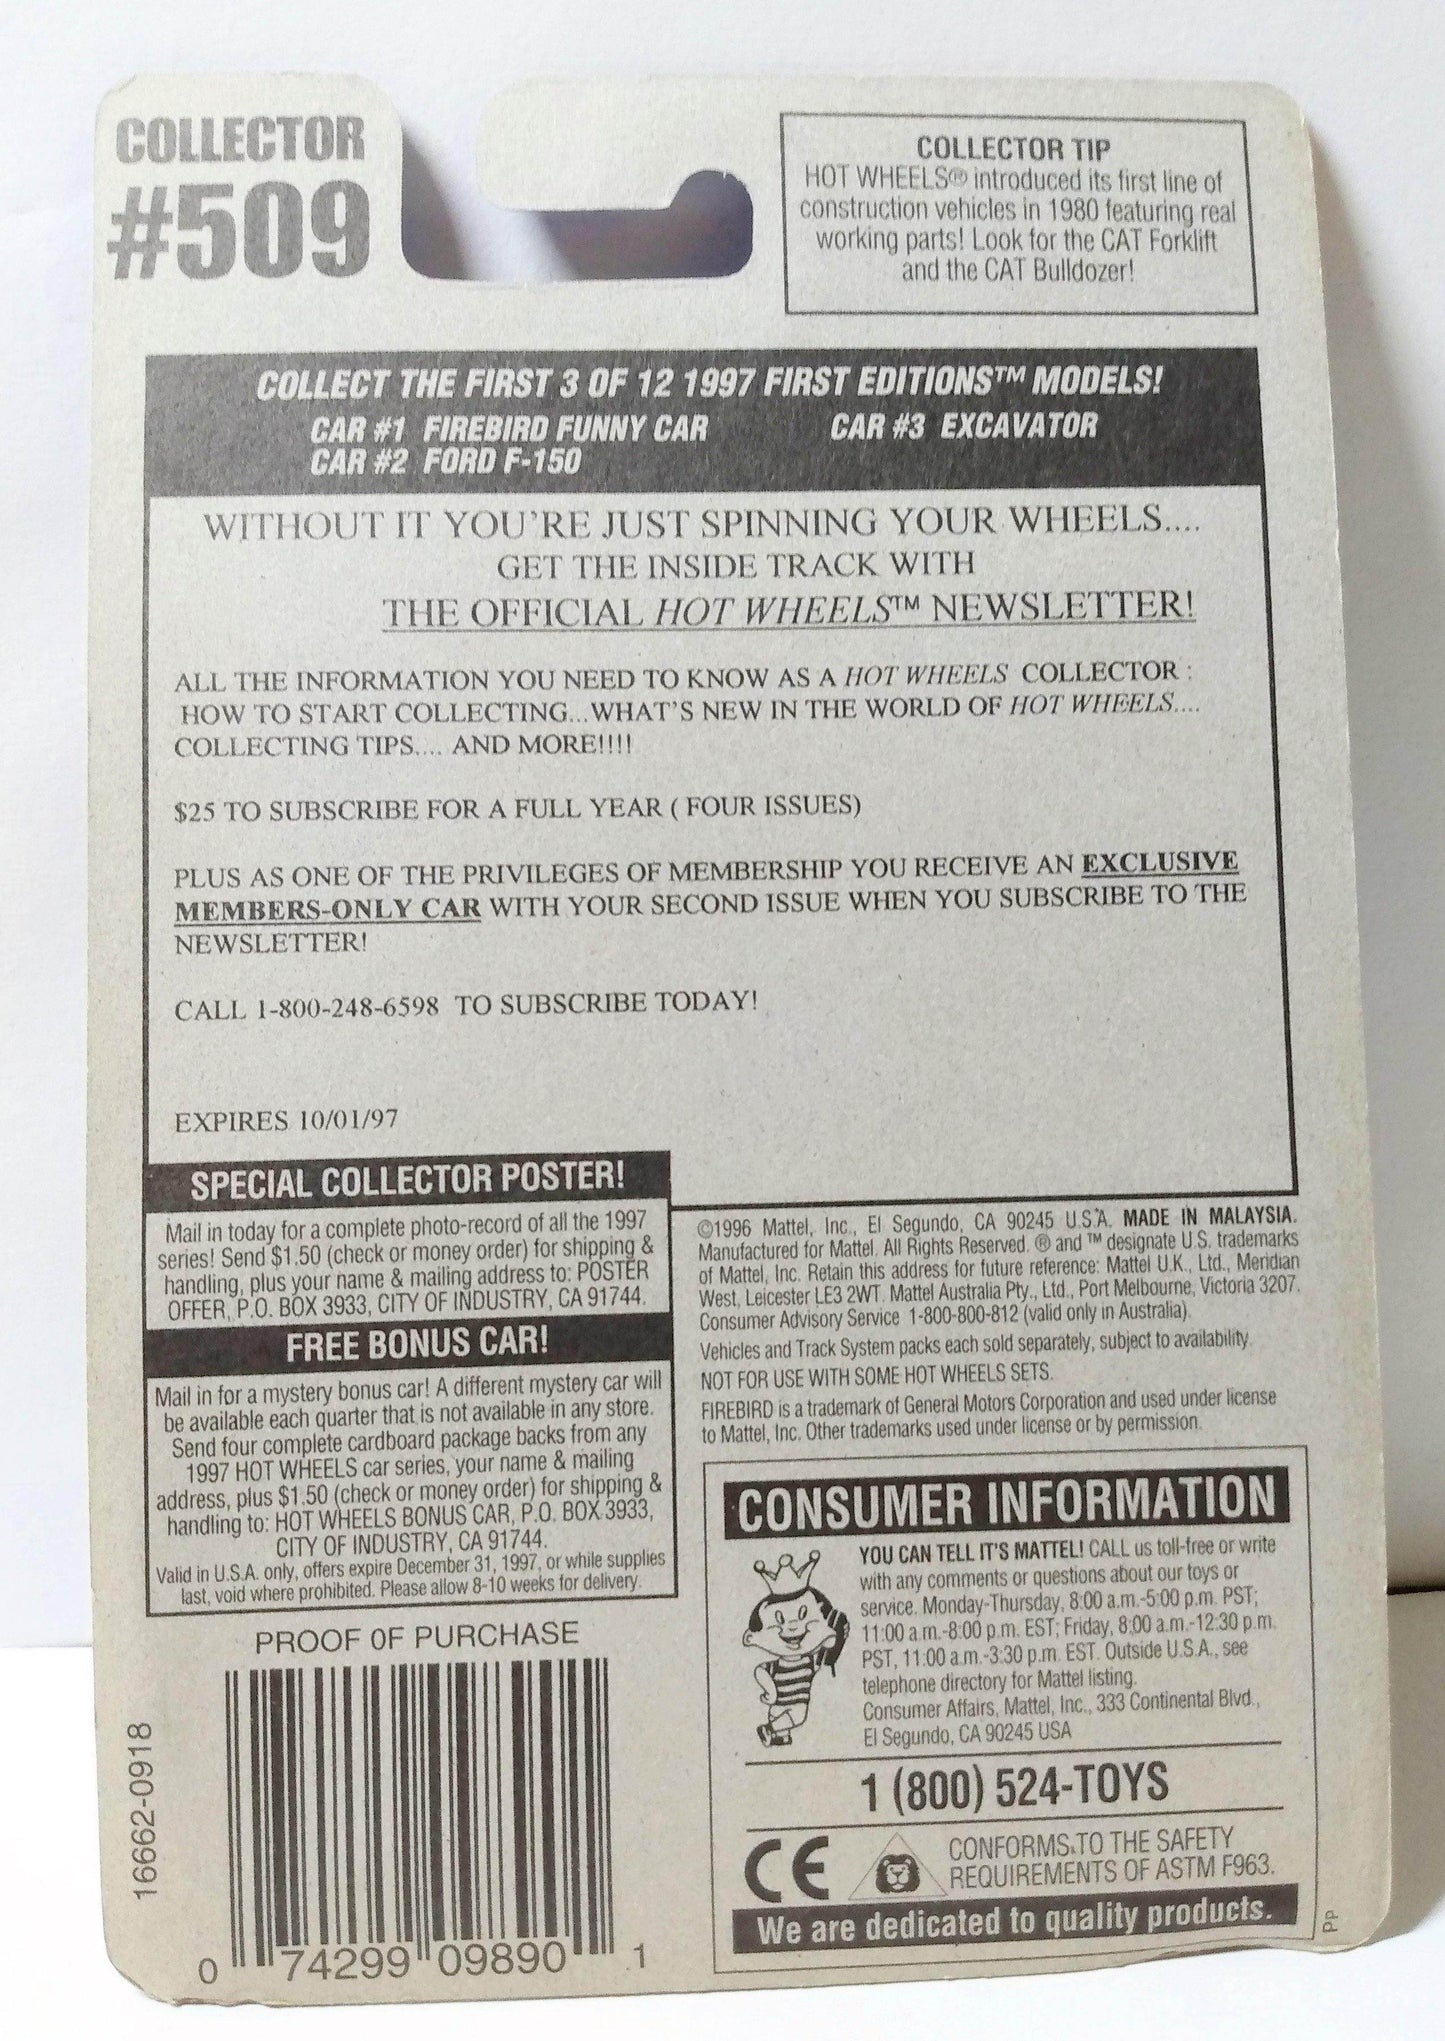 COLLECTOR
#509
COLLECTOR TIP
HOT WHEELS® introduced its first line of
construction vehicles in 1980 featuring real
working parts! Look for the CAT Forklift
and the CAT Bulldozer!
COLLECT THE FIRST 3 OF 12 1997 FIRST EDITIONS™ MODELS!
CAR #1 FIREBIRD FUNNY CAR CAR #3 EXCAVATOR
CAR #2 FORD F-150
WITHOUT IT YOU'RE JUST SPINNING YOUR WHEELS....
GET THE INSIDE TRACK WITH
THE OFFICIAL HOT WHEELS™ NEWSLETTER!
ALL THE INFORMATION YOU NEED TO KNOW AS A HOT WHEELS COLLECTOR :
HOW TO START COLLECTING...WHAT'S NEW IN THE WORLD OF HOT WHEELS....
COLLECTING TIPS.... AND MORE!!!!
$25 TO SUBSCRIBE FOR A FULL YEAR ( FOUR ISSUES)
PLUS AS ONE OF THE PRIVILEGES OF MEMBERSHIP YOU RECEIVE AN EXCLUSIVE
MEMBERS-ONLY CAR WITH YOUR SECOND ISSUE WHEN YOU SUBSCRIBE TO THE
NEWSLETTER!
CALL 1-800-248-6598 TO SUBSCRIBE TODAY!
EXPIRES 10/01/97
SPECIAL COLLECTOR POSTER!
Mail in today for a complete photo-record of all the 1997
series! Send $1.50 (check or money order) for shipping &
handling, plus your name & mailing address to: POSTER
OFFER, P.O. BOX 3933, CITY OF INDUSTRY, CA 91744.
FREE BONUS CAR!
Mail in for a mystery bonus car! A different mystery car will
be available each quarter that is not available in any store.
Send four complete cardboard package backs from any
1997 HOT WHEELS car series, your name & mailing
address, plus $1.50 (check or money order) for shipping &
handling to: HOT WHEELS BONUS CAR, P.O. BOX 3933,
CITY OF INDUSTRY, CA 91744.
Valid in U.S.A. only, offers expire December 31, 1997, or while supplies
last, void where prohibited. Please allow 8-10 weeks for delivery.
PROOF OF PURCHASE
16662-0918
0 74299 09890 1
©1996 Mattel, Inc., El Segundo, CA 90245 U.S.A. MADE IN MALAYSIA.
Manufactured for Mattel. All Rights Reserved. ® and ™ designate U.S. trademarks
of Mattel, Inc. Retain this address for future reference: Mattel U.K., Ltd., Meridian
West, Leicester LE3 2WT. Mattel Australia Pty., Ltd., Port Melbourne, Victoria 3207.
Consumer Advisory Service 1-800-800-812 (valid only in Australia).
Vehicles and Track System packs each sold separately, subject to availability.
NOT FOR USE WITH SOME HOT WHEELS SETS.
FIREBIRD is a trademark of General Motors Corporation and used under license
to Mattel, Inc. Other trademarks used under license or by permission.
CONSUMER INFORMATION
YOU CAN TELL IT'S MATTEL! CALL us toll-free or write
with any comments or questions about our toys or
service. Monday-Thursday, 8:00 a.m.-5:00 p.m. PST;
11:00 a.m.-8:00 p.m. EST; Friday, 8:00 a.m.-12:30 p.m.
PST, 11:00 a.m.-3:30 p.m. EST. Outside U.S.A., see
telephone directory for Mattel listing.
Consumer Affairs, Mattel, Inc., 333 Continental Blvd.,
El Segundo, CA 90245 USA
1 (800) 524-TOYS
CE
CONFORMS TO THE SAFETY
REQUIREMENTS OF ASTM F963.
We are dedicated to quality products.
PP